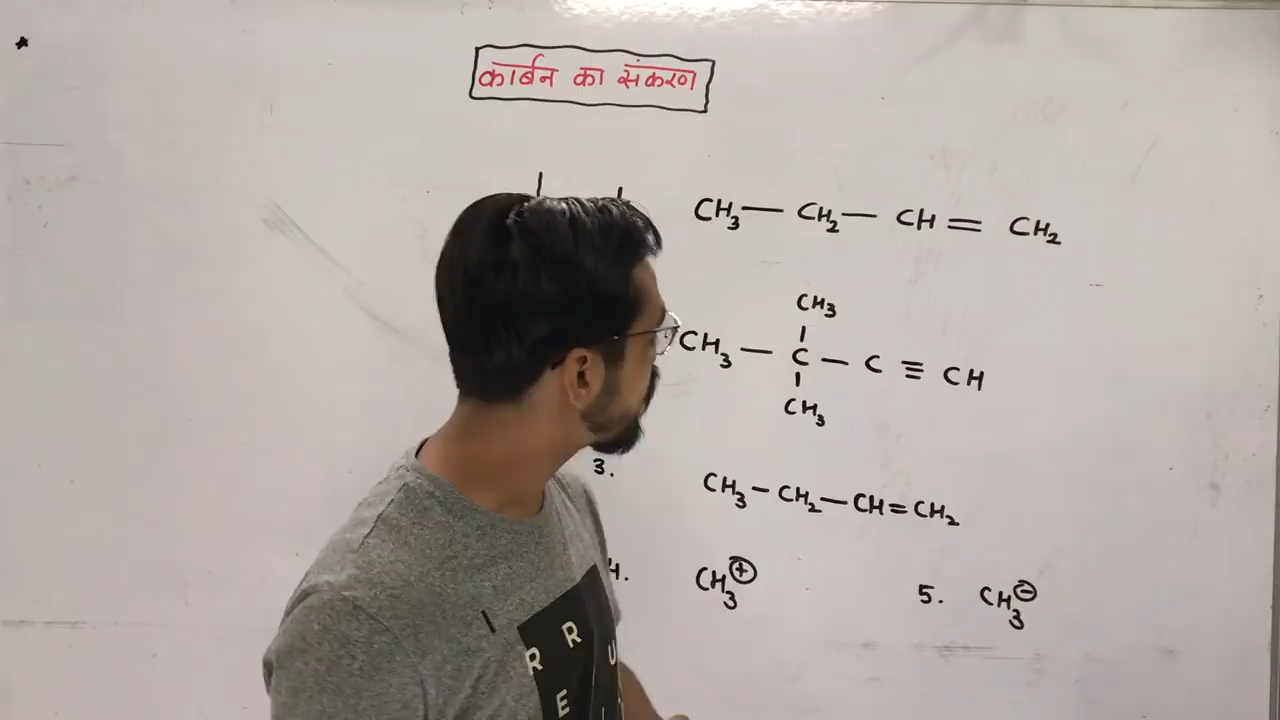 कार्बन का संकरण
CH₃ — CH₂ — CH = CH₂
CH₃
CH₃ — C — C ≡ CH
CH₃
3. CH₃ – CH₂ — CH = CH₂
4. CH₃⊕ 5. CH₃⊖
R R U
E